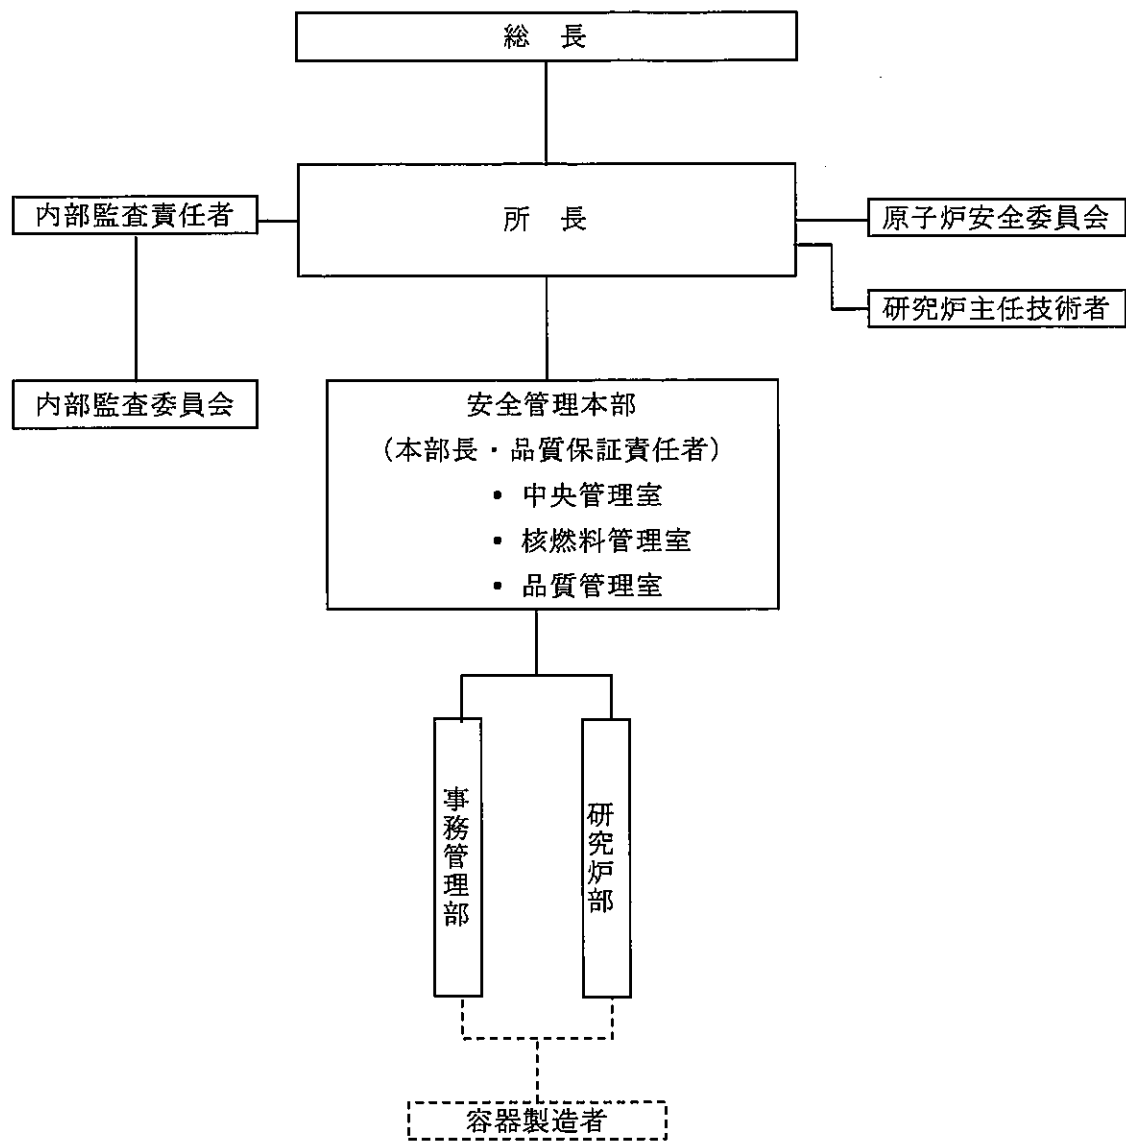 総 長
内部監査責任者
所 長
原子炉安全委員会
研究炉主任技術者
内部監査委員会
安全管理本部
（本部長・品質保証責任者）
・ 中央管理室
・ 核燃料管理室
・ 品質管理室
事務管理部
研究炉部
容器製造者